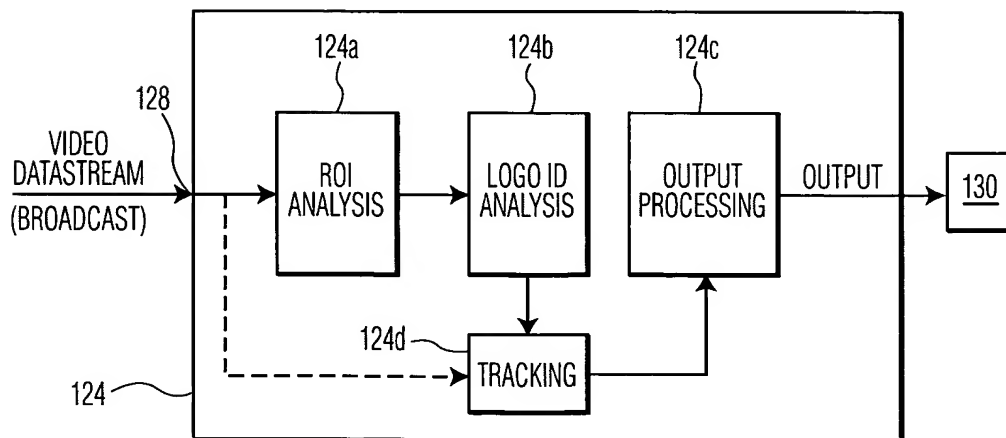 124a
124b
124c
128
VIDEO
DATASTREAM
(BROADCAST)
ROI
ANALYSIS
LOGO ID
ANALYSIS
OUTPUT
PROCESSING
OUTPUT
130
124d
TRACKING
124